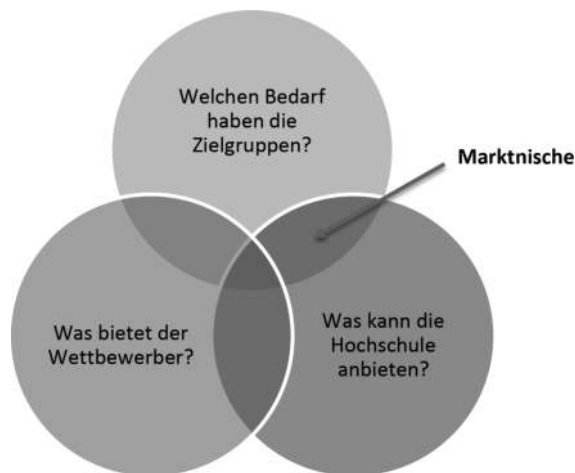 Welchen Bedarf
haben die
Zielgruppen?
Marktnische
Was bietet der
Wettbewerber?
Was kann die
Hochschule
anbieten?